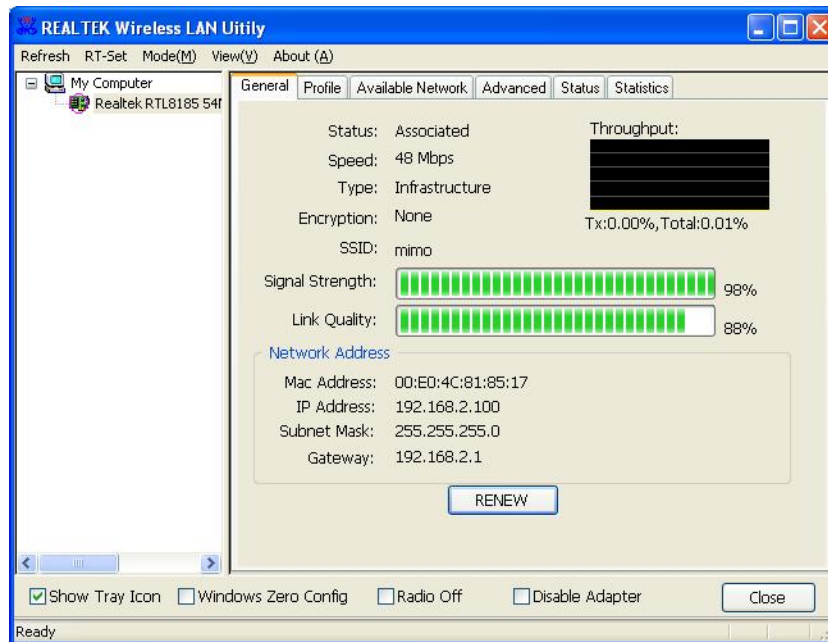 REALTEK Wireless LAN Uitily
Refresh RT-Set Mode(M) View(V) About (A)
My Computer
Realtek RTL8185 54
General Profile Available Network Advanced Status Statistics
Status: Associated
Speed: 48 Mbps
Type: Infrastructure
Encryption: None
SSID: mimo
Throughput:
Tx:0.00%,Total:0.01%
Signal Strength: 98%
Link Quality: 88%
Network Address
Mac Address: 00:E0:4C:81:85:17
IP Address: 192.168.2.100
Subnet Mask: 255.255.255.0
Gateway: 192.168.2.1
RENEW
Show Tray Icon Windows Zero Config Radio Off Disable Adapter Close
Ready